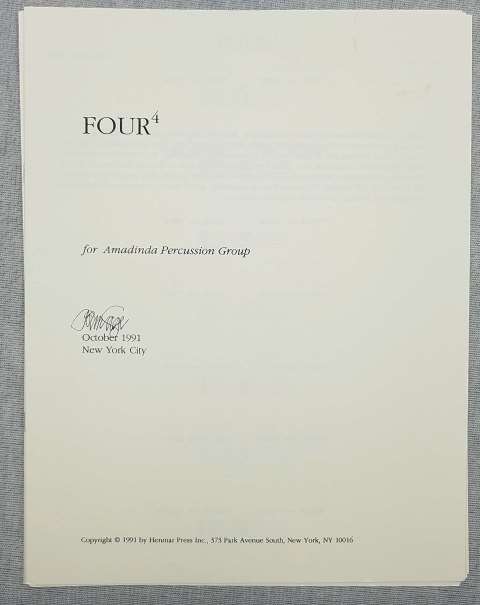 FOUR⁴
for Amadinda Percussion Group
October 1991
New York City
Copyright © 1991 by Henmar Press Inc., 373 Park Avenue South, New York, NY 10016